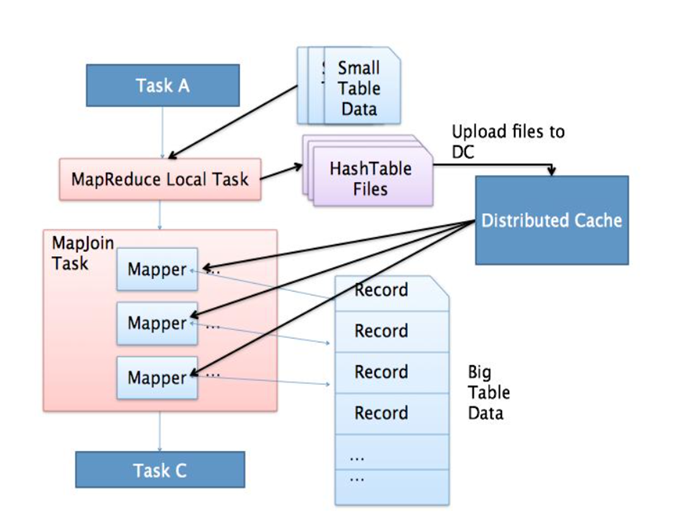 Task A
Small
Table
Data
MapReduce Local Task
HashTable
Files
Upload files to
DC
Distributed Cache
MapJoin
Task
Mapper
...
Mapper
...
Mapper
...
Record
Record
Record
Record
...
...
Big
Table
Data
Task C